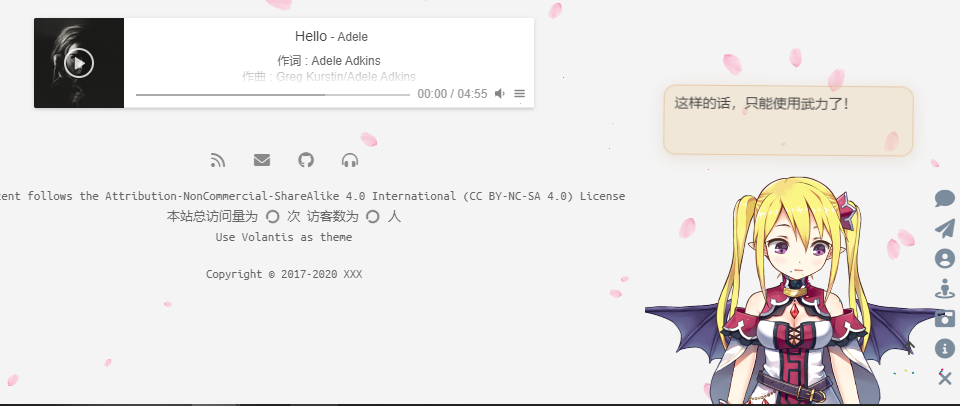 Hello - Adele
作词 : Adele Adkins
作曲 : Greg Kurstin/Adele Adkins
00:00 / 04:55
这样的话，只能使用武力了！
follows the Attribution-NonCommercial-ShareAlike 4.0 International (CC BY-NC-SA 4.0) License
本站总访问量为 次 访客数为 人
Use Volantis as theme
Copyright © 2017-2020 XXX